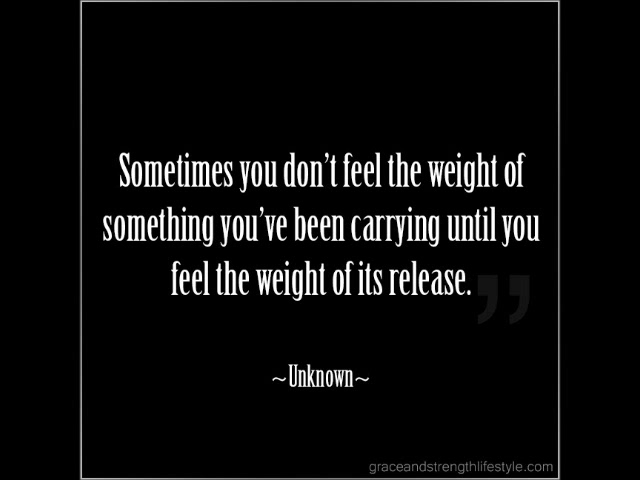 Sometimes you don't feel the weight of
something you've been carrying until you
feel the weight of its release.
”
~Unknown~
graceandstrengthlifestyle.com